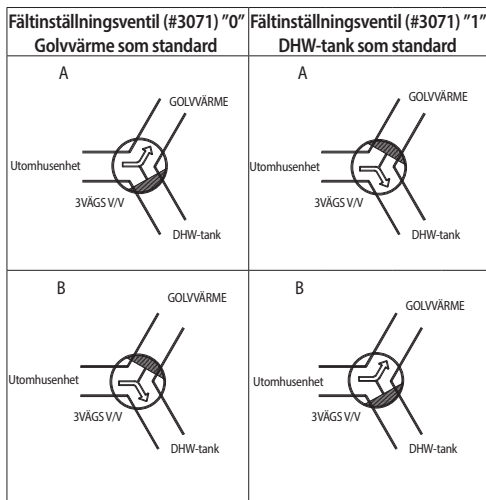 Fältinställningsventil (#3071) ”0”
Golvvärme som standard
Fältinställningsventil (#3071) ”1”
DHW-tank som standard
A
GOLVVÄRME
Utomhusenhet
3VÄGS V/V
DHW-tank
A
GOLVVÄRME
Utomhusenhet
3VÄGS V/V
DHW-tank
B
GOLVVÄRME
Utomhusenhet
3VÄGS V/V
DHW-tank
B
GOLVVÄRME
Utomhusenhet
3VÄGS V/V
DHW-tank